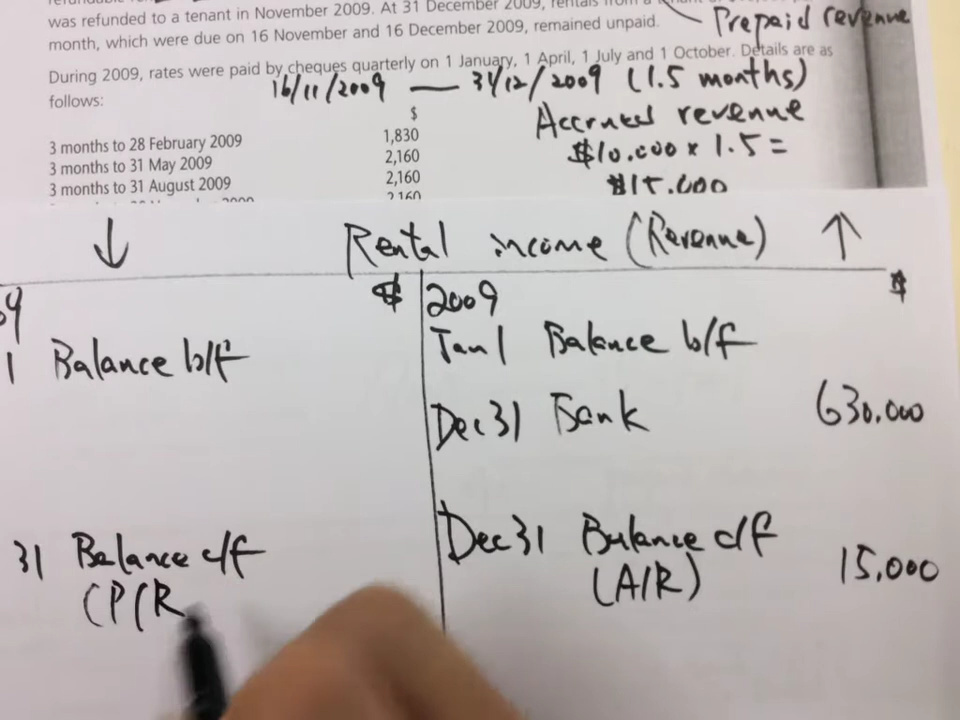 was refunded to a tenant in November 2009. At 31 December 2009, rentals from a
month, which were due on 16 November and 16 December 2009, remained unpaid.
Prepaid revenue
During 2009, rates were paid by cheques quarterly on 1 January, 1 April, 1 July and 1 October. Details are as
follows:
16/11/2009 — 31/12/2009 (1.5 months)
Accrued revenue
$10.000 x 1.5 =
$15.000
$
3 months to 28 February 2009 1,830
3 months to 31 May 2009 2,160
3 months to 31 August 2009 2,160
2,160
↓ Rental income (Revenue) ↑
$ 2009 $
1 Balance b/f
Jan 1 Balance b/f
Dec 31 Bank 630.000
31 Balance c/f
(P/R
Dec 31 Balance c/f 15.000
(A/R)